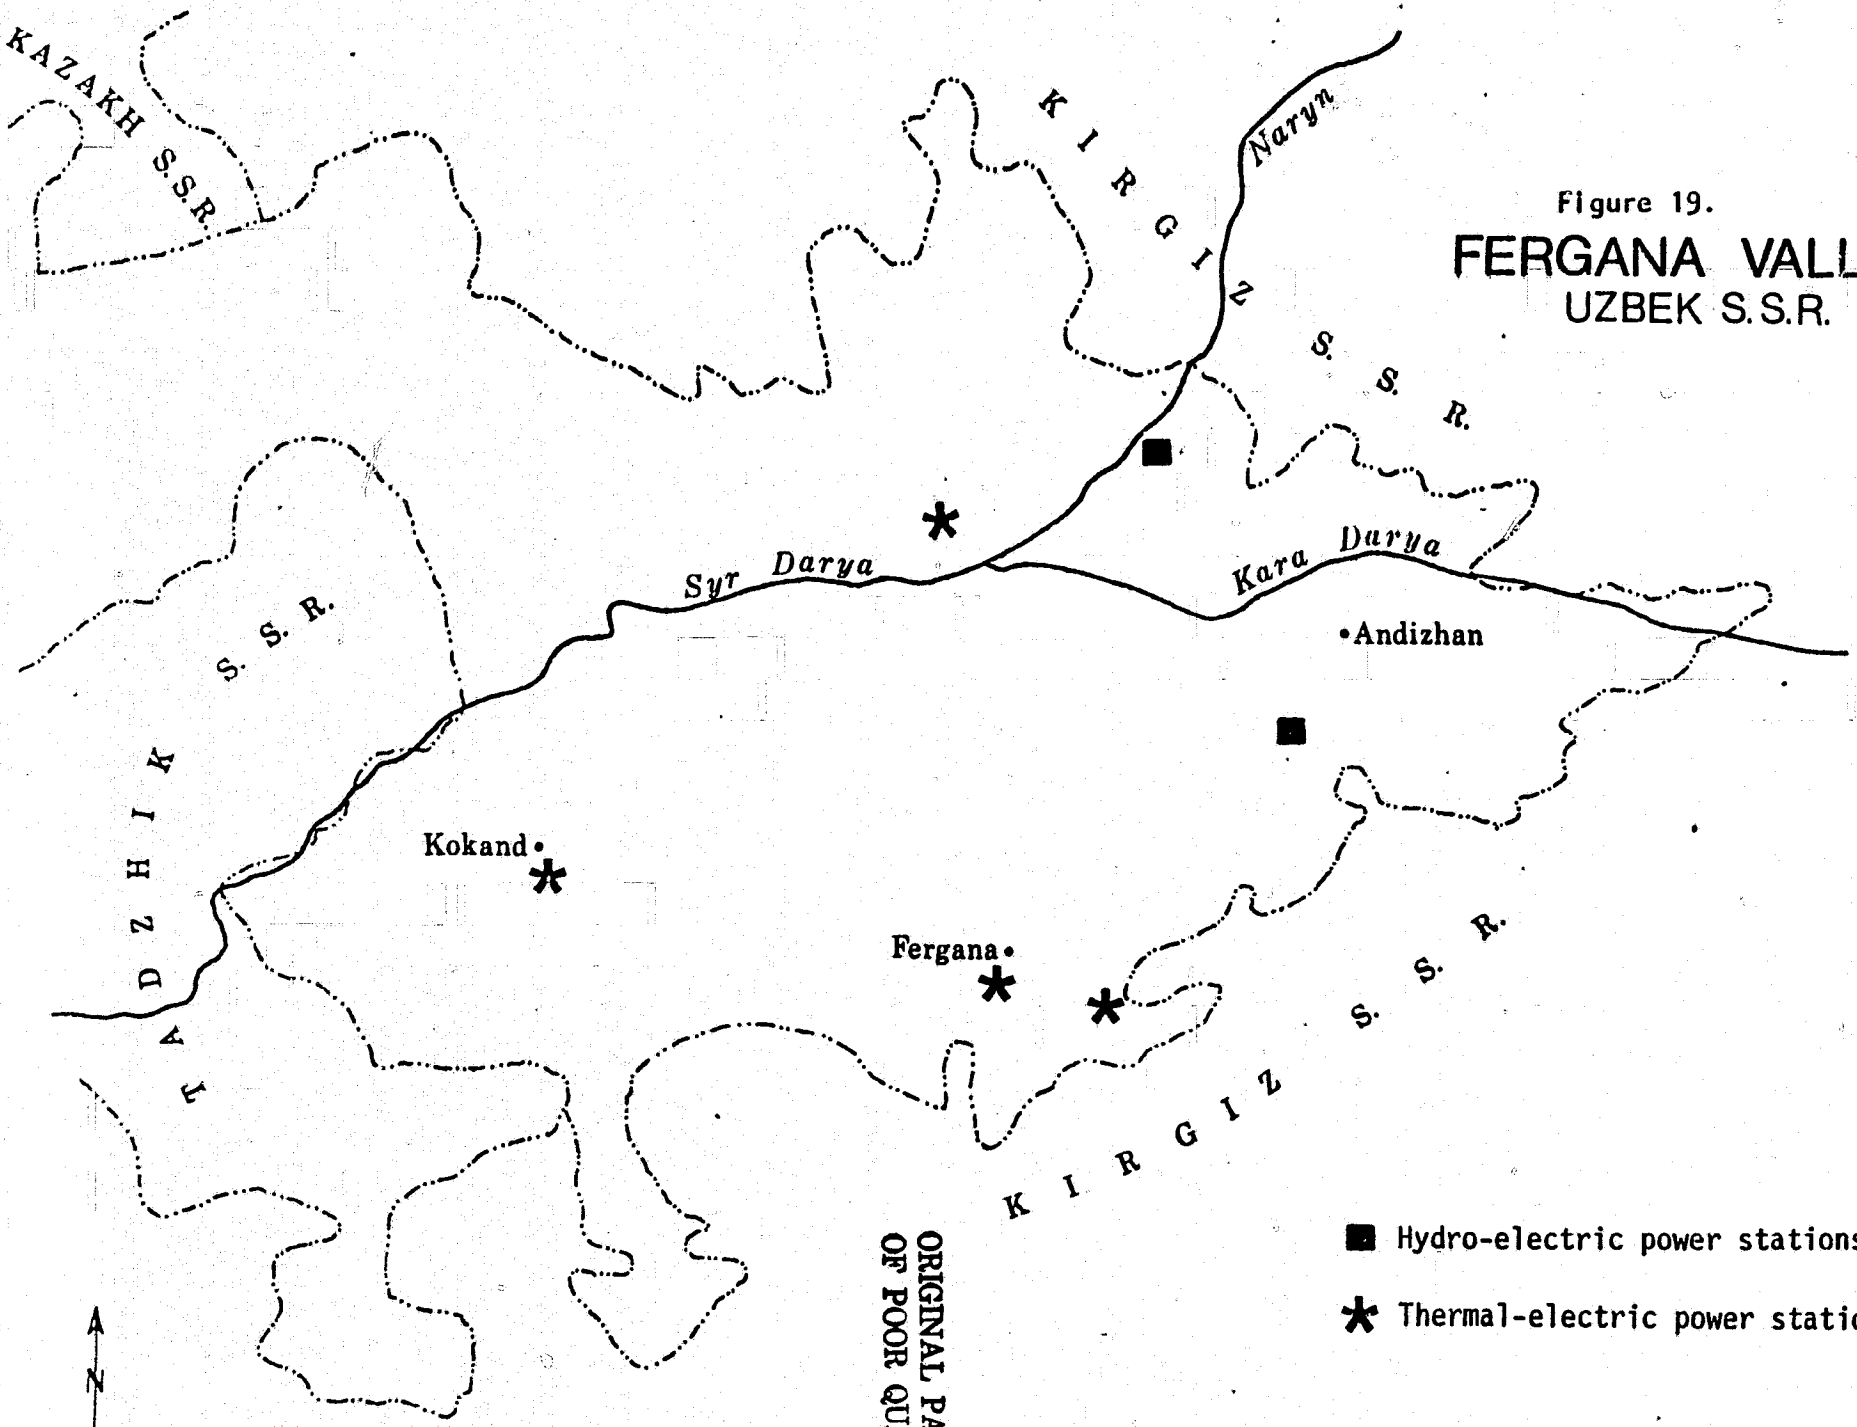 KAZAKH S.S.R.
KIRGIZ S.S.R.
Naryn
Figure 19.
FERGANA VALL
UZBEK S.S.R.
Syr Darya
Kara Darya
•Andizhan
TADZHIK S.S.R.
Kokand•
Fergana•
KIRGIZ S.S.R.
Hydro-electric power stations
Thermal-electric power static
ORIGINAL PA
OF POOR QU
N